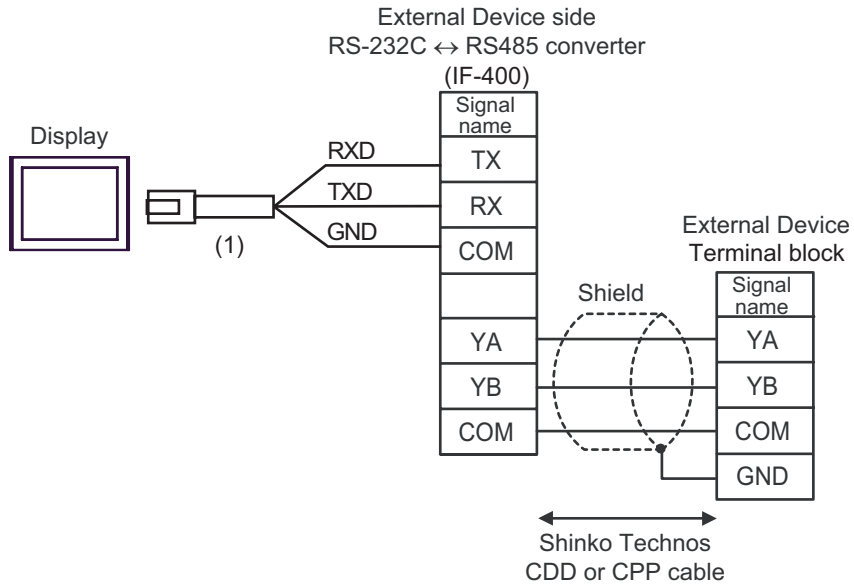 External Device side
RS-232C ↔ RS485 converter
(IF-400)
Signal
name
TX
RX
COM
YA
YB
COM
Display
RXD
TXD
GND
(1)
Shield
External Device
Terminal block
Signal
name
YA
YB
COM
GND
Shinko Technos
CDD or CPP cable